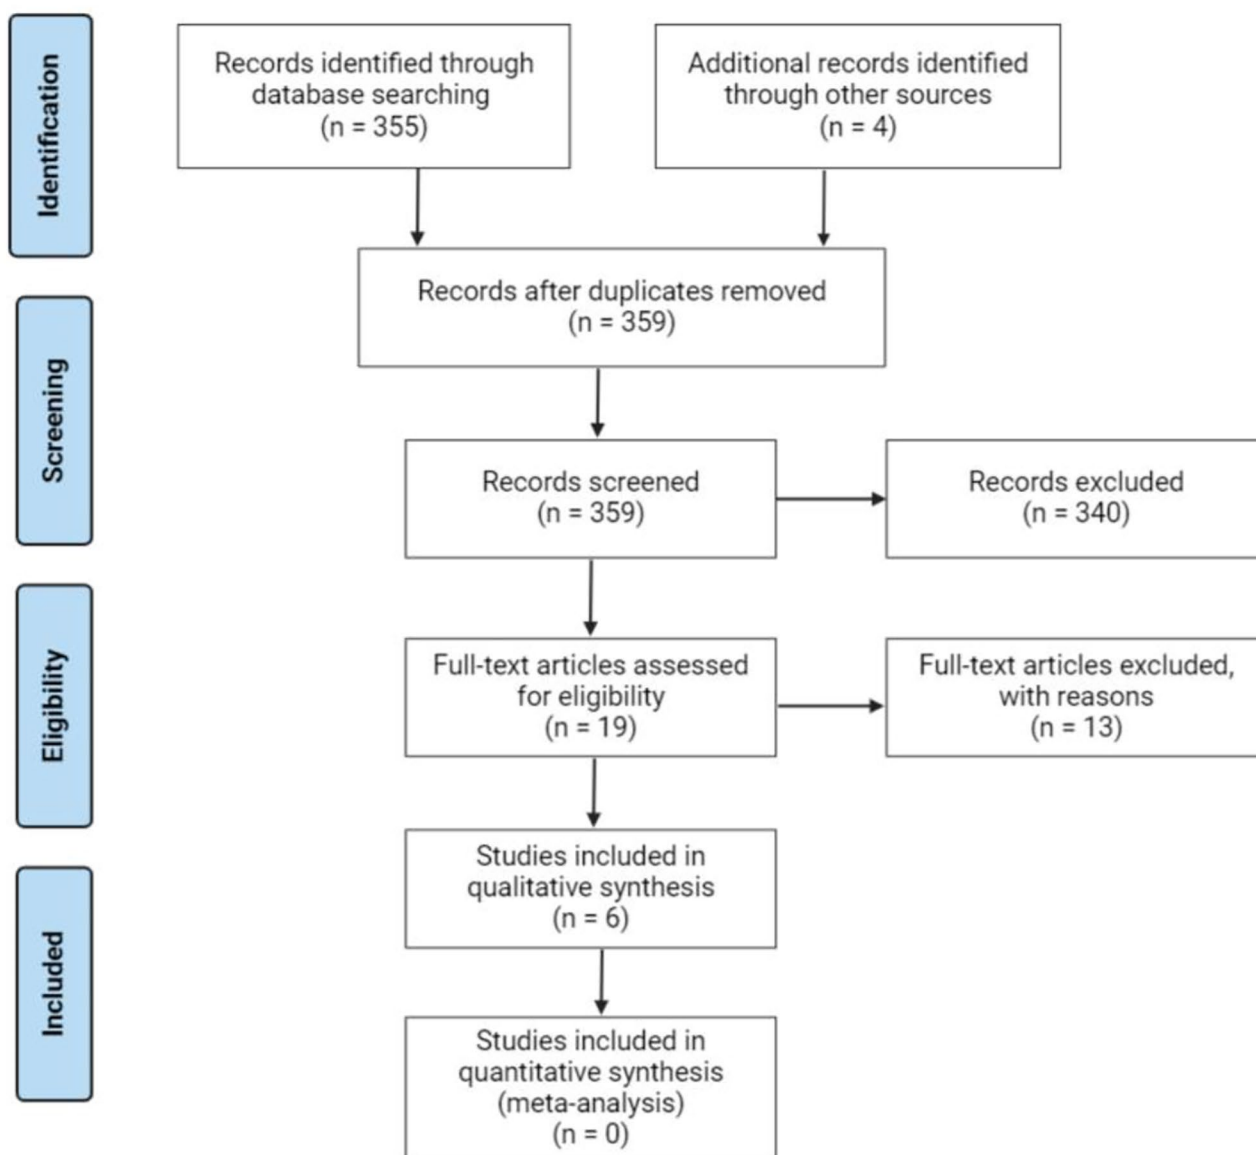 Identification
Records identified through
database searching
(n = 355)
Additional records identified
through other sources
(n = 4)
Records after duplicates removed
(n = 359)
Screening
Records screened
(n = 359)
Records excluded
(n = 340)
Eligibility
Full-text articles assessed
for eligibility
(n = 19)
Full-text articles excluded,
with reasons
(n = 13)
Included
Studies included in
qualitative synthesis
(n = 6)
Studies included in
quantitative synthesis
(meta-analysis)
(n = 0)